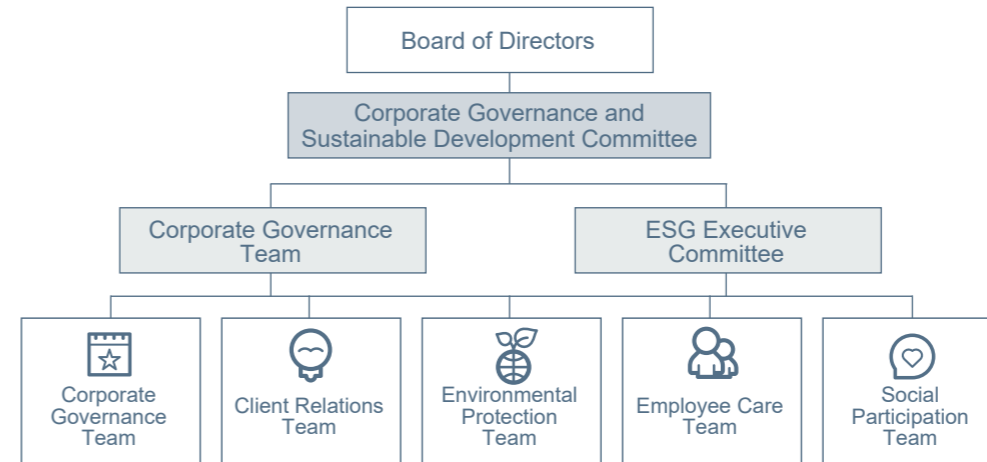 Board of Directors
Corporate Governance and
Sustainable Development Committee
Corporate Governance
Team
ESG Executive
Committee
Corporate
Governance
Team
Client Relations
Team
Environmental
Protection
Team
Employee Care
Team
Social
Participation
Team